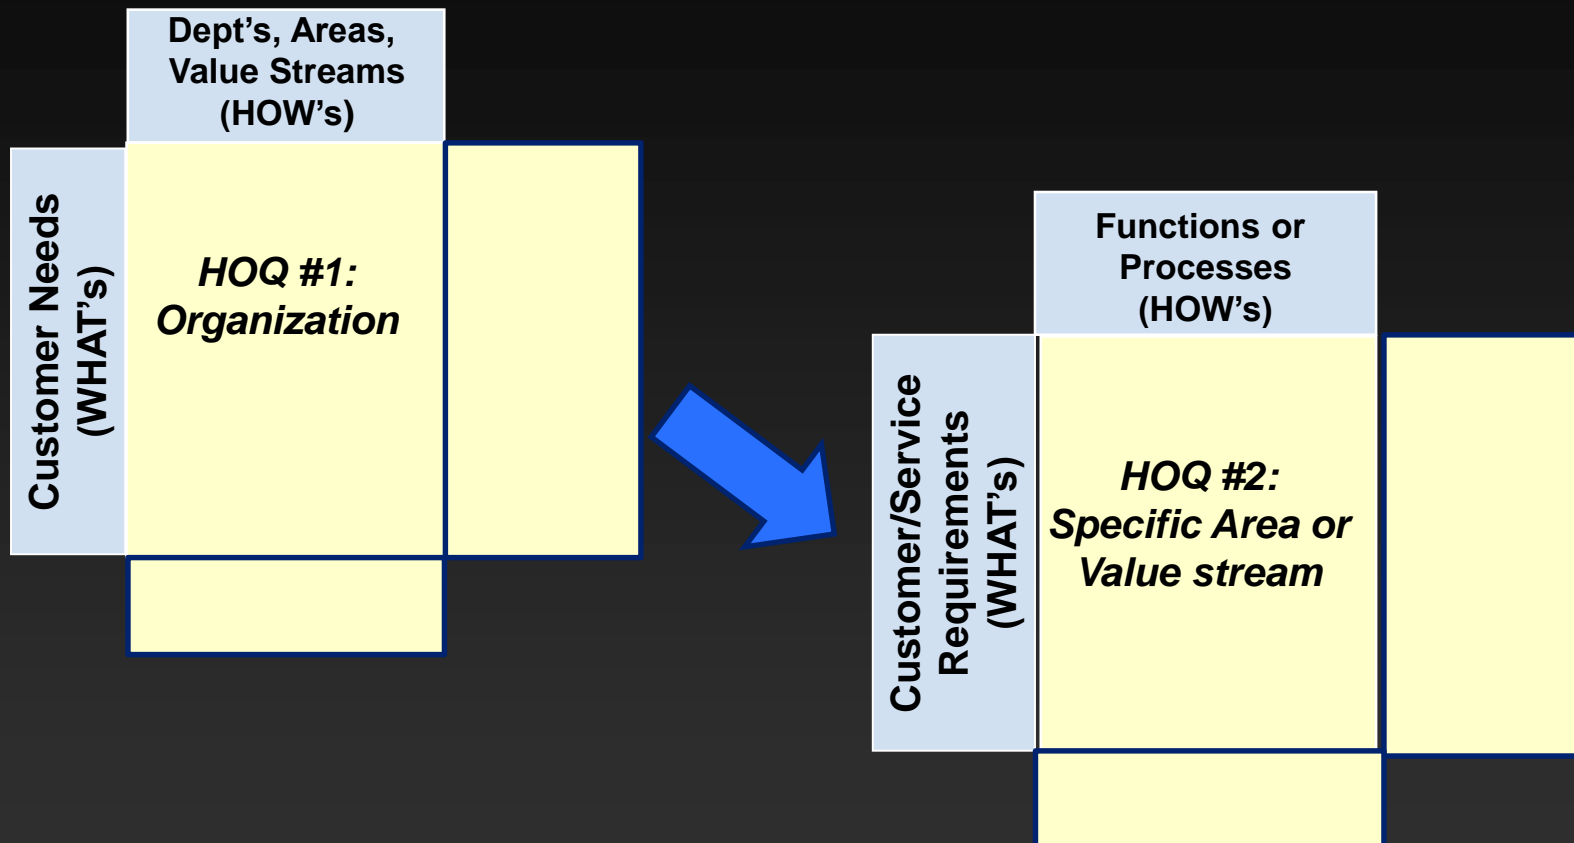 Dept’s, Areas,
Value Streams
(HOW’s)
Customer Needs
(WHAT’s)
HOQ #1:
Organization
Functions or
Processes
(HOW’s)
Customer/Service
Requirements
(WHAT’s)
HOQ #2:
Specific Area or
Value stream